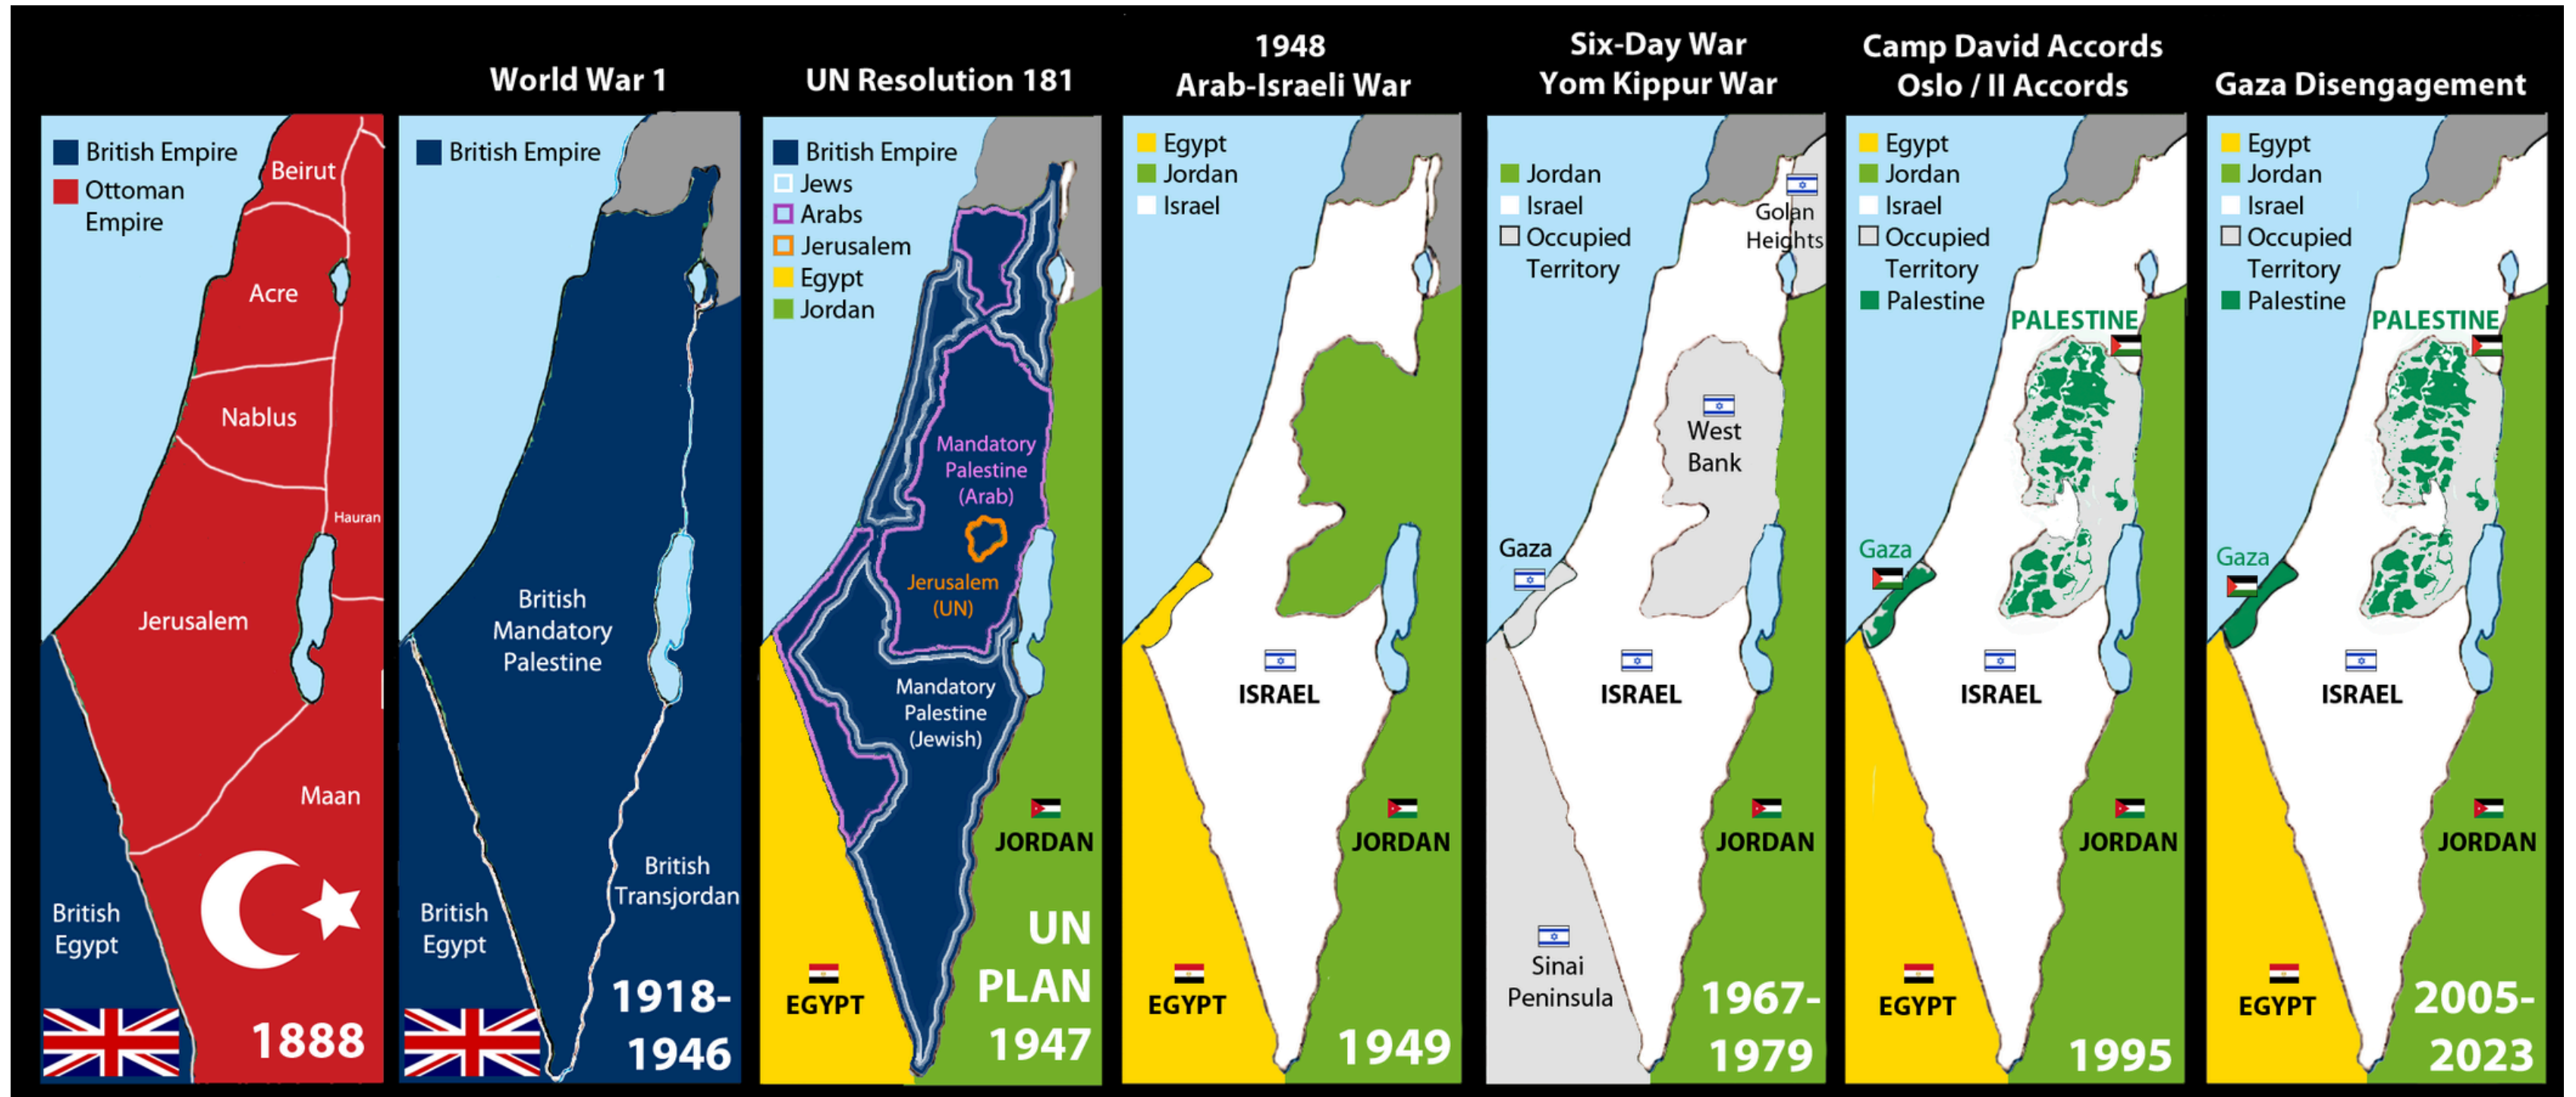 British Empire
Ottoman
Empire
Beirut
Acre
Nablus
Hauran
Jerusalem
Maan
British
Egypt
1888
World War 1
British Empire
British
Mandatory
Palestine
British
Transjordan
British
Egypt
1918-
1946
UN Resolution 181
British Empire
Jews
Arabs
Jerusalem
Egypt
Jordan
Mandatory
Palestine
(Arab)
Jerusalem
(UN)
Mandatory
Palestine
(Jewish)
JORDAN
EGYPT
UN
PLAN
1947
1948
Arab-Israeli War
Egypt
Jordan
Israel
ISRAEL
JORDAN
EGYPT
1949
Six-Day War
Yom Kippur War
Jordan
Israel
Occupied
Territory
Golan
Heights
West
Bank
Gaza
ISRAEL
JORDAN
Sinai
Peninsula
1967-
1979
Camp David Accords
Oslo / II Accords
Egypt
Jordan
Israel
Occupied
Territory
Palestine
PALESTINE
Gaza
ISRAEL
JORDAN
EGYPT
1995
Gaza Disengagement
Egypt
Jordan
Israel
Occupied
Territory
Palestine
PALESTINE
Gaza
ISRAEL
JORDAN
EGYPT
2005-
2023